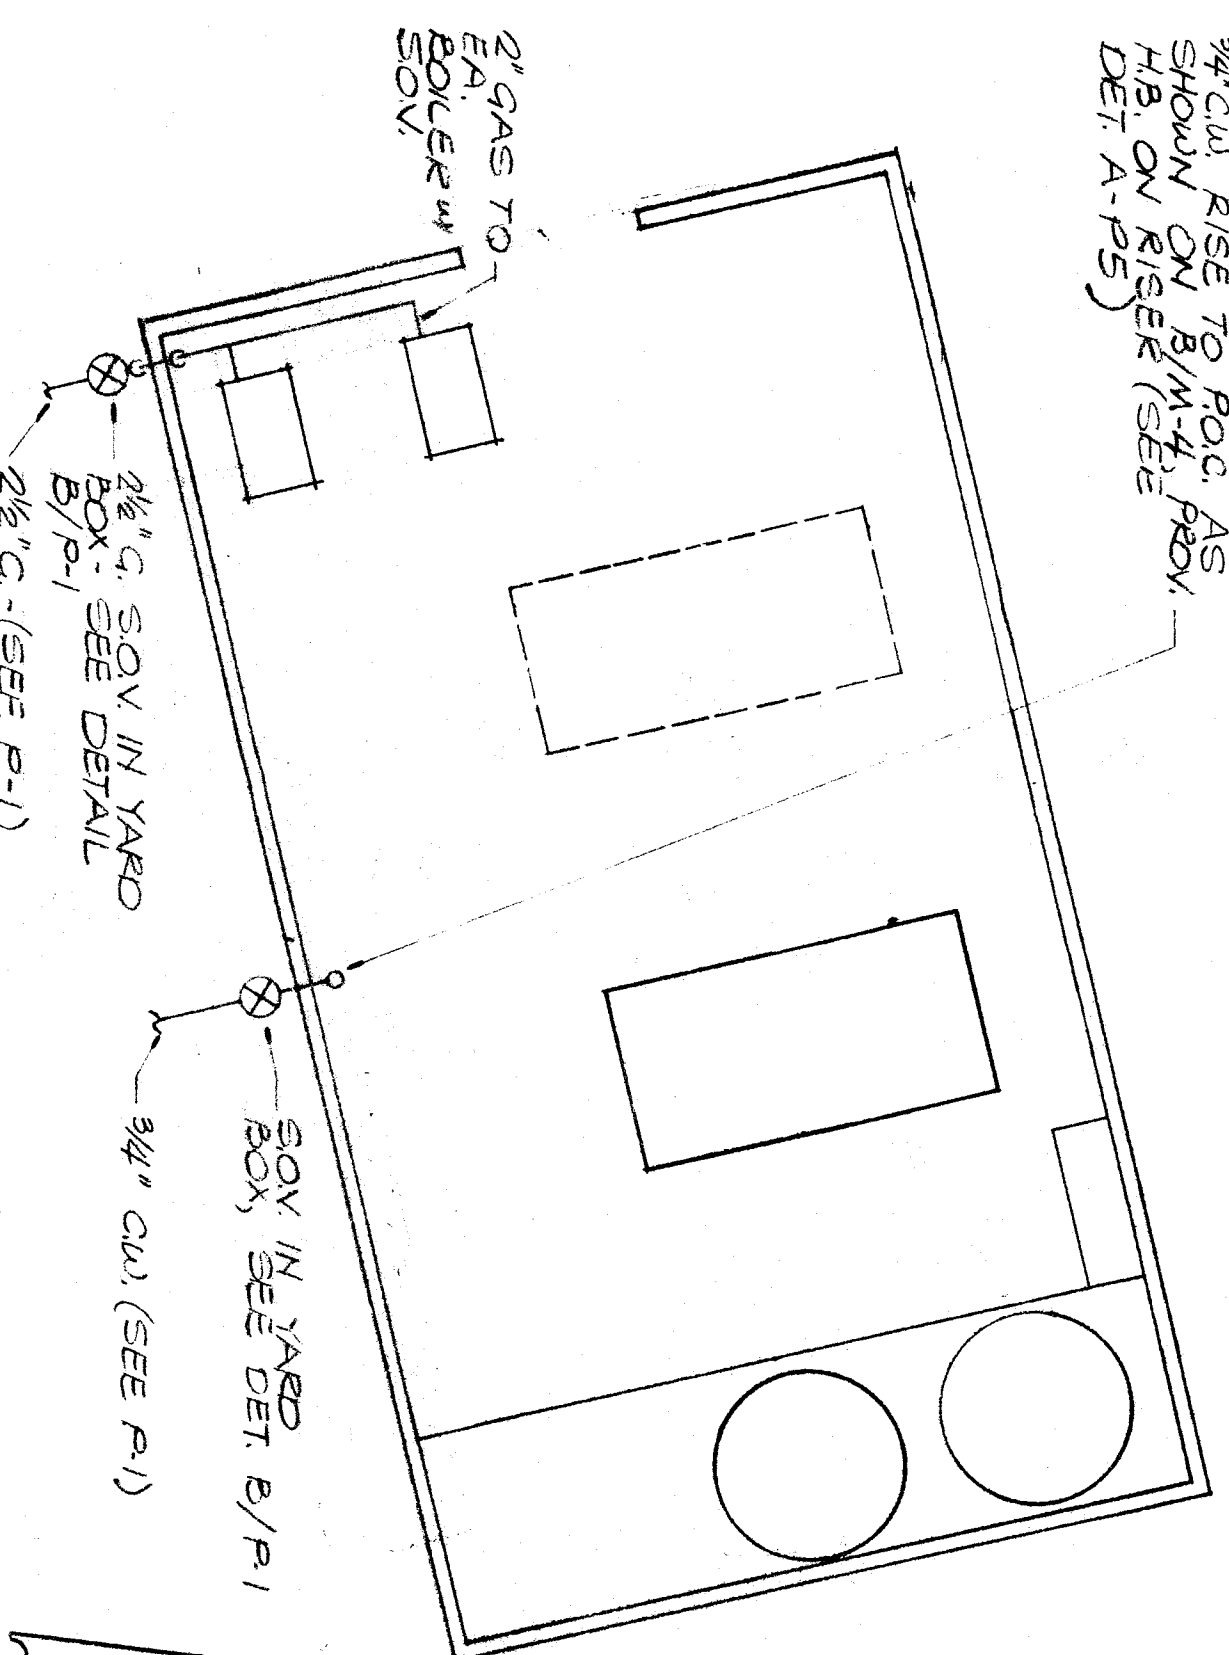 3/4" C.W. RISE TO P.O.C. AS
SHOWN ON B/M-4, PROV.
H.B. ON RISER (SEE
DET. A-P5)
2" GAS TO
EA.
BOILER W/
S.O.V.
2½" G. S.O.V. IN YARD
BOX - SEE DETAIL
B/P-1
2½" G. - (SEE P-1)
S.O.V. IN YARD
BOX, SEE DET. B/P-1
3/4" C.W. (SEE P-1)